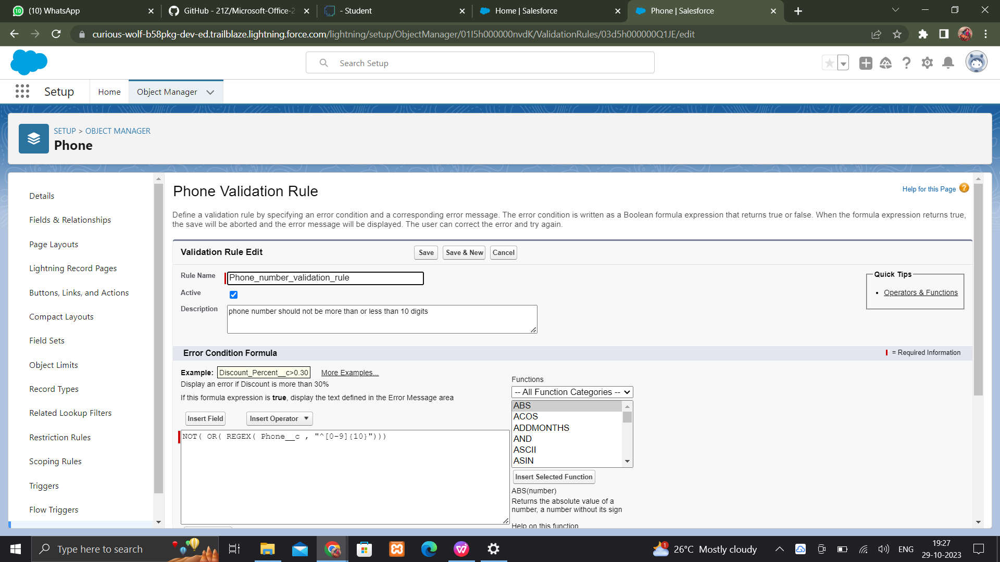 (10) WhatsApp
GitHub - 21Z/Microsoft-Office-2
- Student
Home | Salesforce
Phone | Salesforce
curious-wolf-b58pkg-dev-ed.trailblaze.lightning.force.com/lightning/setup/ObjectManager/01I5h000000nvdK/ValidationRules/03d5h000000Q1JE/edit
Search Setup
Setup
Home
Object Manager
SETUP > OBJECT MANAGER
Phone
Details
Fields & Relationships
Page Layouts
Lightning Record Pages
Buttons, Links, and Actions
Compact Layouts
Field Sets
Object Limits
Record Types
Related Lookup Filters
Restriction Rules
Scoping Rules
Triggers
Flow Triggers
Phone Validation Rule
Help for this Page
Define a validation rule by specifying an error condition and a corresponding error message. The error condition is written as a Boolean formula expression that returns true or false. When the formula expression returns true,
the save will be aborted and the error message will be displayed. The user can correct the error and try again.
Validation Rule Edit
Save
Save & New
Cancel
Rule Name
Phone_number_validation_rule
Active
Description
phone number should not be more than or less than 10 digits
Quick Tips
Operators & Functions
Error Condition Formula
= Required Information
Example: Discount_Percent__c>0.30 More Examples...
Display an error if Discount is more than 30%
If this formula expression is true, display the text defined in the Error Message area
Insert Field
Insert Operator
NOT( OR( REGEX( Phone__c , "^[0-9]{10}")))
Functions
-- All Function Categories --
ABS
ACOS
ADDMONTHS
AND
ASCII
ASIN
Insert Selected Function
ABS(number)
Returns the absolute value of a
number, a number without its sign
Help on this function
Type here to search
1
26°C Mostly cloudy
ENG
19:27
29-10-2023